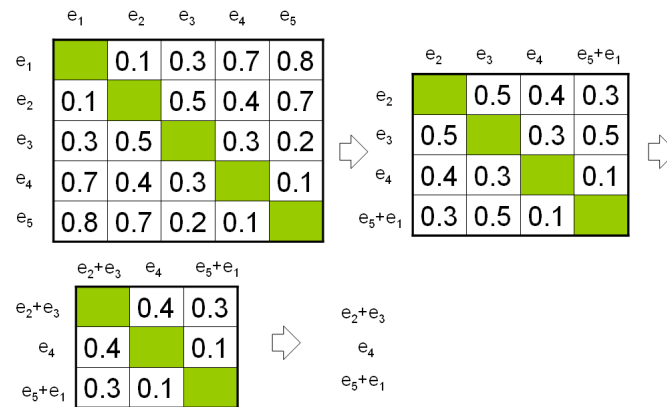 e1 e2 e3 e4 e5
e1 0.1 0.3 0.7 0.8
e2 0.1 0.5 0.4 0.7
e3 0.3 0.5 0.3 0.2
e4 0.7 0.4 0.3 0.1
e5 0.8 0.7 0.2 0.1
e2 e3 e4 e5+e1
e2 0.5 0.4 0.3
e3 0.5 0.3 0.5
e4 0.4 0.3 0.1
e5+e1 0.3 0.5 0.1
e2+e3 e4 e5+e1
e2+e3 0.4 0.3
e4 0.4 0.1
e5+e1 0.3 0.1
e2+e3
e4
e5+e1